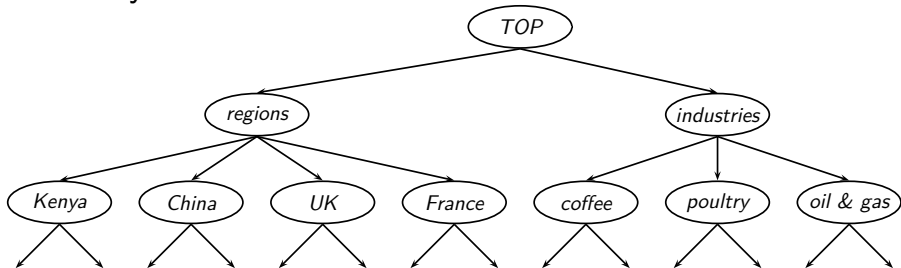 TOP
regions industries
Kenya China UK France coffee poultry oil & gas